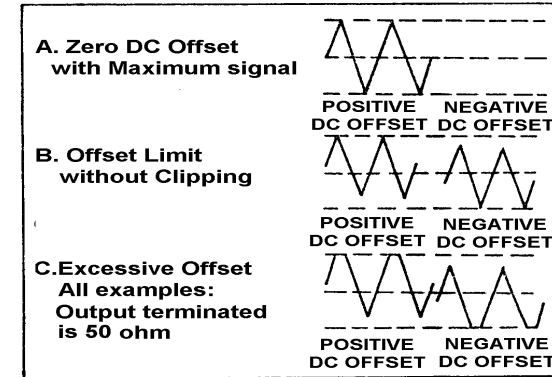 A. Zero DC Offset
with Maximum signal
POSITIVE NEGATIVE
DC OFFSET DC OFFSET
B. Offset Limit
without Clipping
POSITIVE NEGATIVE
DC OFFSET DC OFFSET
C.Excessive Offset
All examples:
Output terminated
is 50 ohm
POSITIVE NEGATIVE
DC OFFSET DC OFFSET